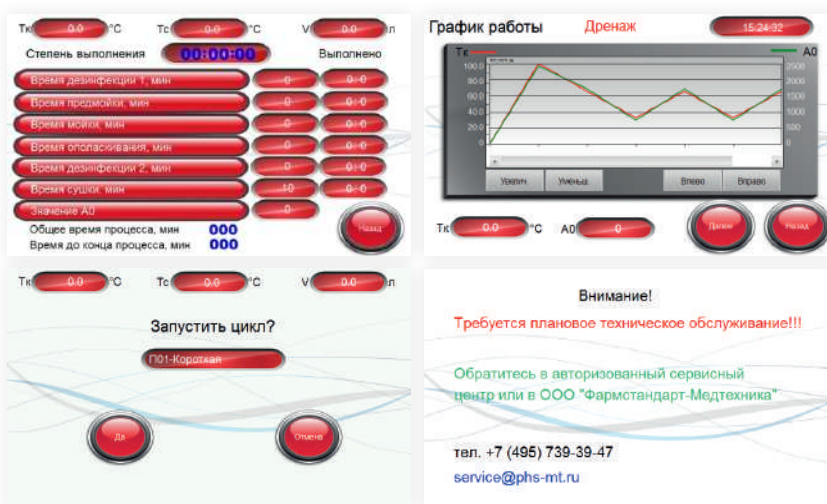 Тк 0.0 °C Тс 0.0 °C V 0.0 л
Степень выполнения 00:00:00 Выполнено
Время дезинфекции 1, мин 0 0/0
Время предмойки, мин 0 0/0
Время мойки, мин 0 0/0
Время ополаскивания, мин 0 0/0
Время дезинфекции 2, мин 0 0/0
Время сушки, мин 10 0/0
Значение А0 0
Общее время процесса, мин 000
Время до конца процесса, мин 000
Назад
График работы Дренаж 15:24:32
Тк А0
100.0 2500
80.0 2000
60.0 1500
40.0 1000
20.0 500
0
Увелич. Уменьш. Влево Вправо
Тк 0.0 °C А0 0 Далее Назад
Тк 0.0 °C Тс 0.0 °C V 0.0 л
Запустить цикл?
П01-Короткая
Да Отмена
Внимание!
Требуется плановое техническое обслуживание!!!
Обратитесь в авторизованный сервисный
центр или в ООО "Фармстандарт-Медтехника"
тел. +7 (495) 739-39-47
service@phs-mt.ru